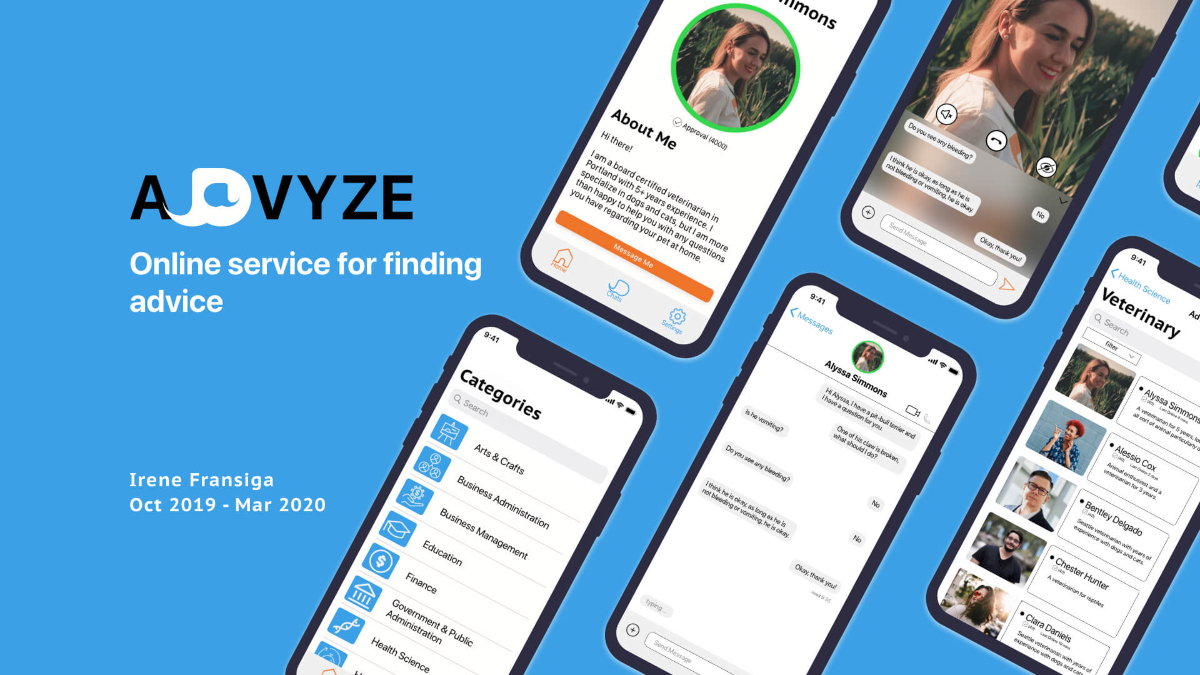 ADVYZE
Online service for finding
advice
Irene Fransiga
Oct 2019 - Mar 2020
mmons
Approval (4000)
About Me
Hi there!
I am a board certified veterinarian in
Portland with 5+ years experience. I
specialize in dogs and cats, but I am more
than happy to help you with any questions
you have regarding your pet at home.
Message Me
Home
Chats
Settings
Do you see any bleeding?
I think he is okay, as long as he is
not bleeding or vomiting, he is okay.
No
Okay, thank you!
Send Message
9:41
Categories
Search
Arts & Crafts
Business Administration
Business Management
Education
Finance
Government & Public
Administration
Health Science
9:41
Messages
Alyssa Simmons
Hi Alyssa, I have a pit-bull terrier and
I have a question for you.
One of his claw is broken,
what should I do?
Is he vomiting?
No
Do you see any bleeding?
No
I think he is okay, as long as he is
not bleeding or vomiting, he is okay.
Okay, thank you!
typing...
Send Message
9:41
Health Science
Ad
Veterinary
Search
filter
Alyssa Simmons
A veterinarian for 5 years,
all sort of animal particularly
Alessio Cox
Animal enthusiast and a
veterinarian for 3 years
Bentley Delgado
Seattle veterinarian with years of
experience with dogs and cats.
Chester Hunter
A veterinarian for reptiles
Clara Daniels
Seattle veterinarian with years of
experience with dogs and cats.